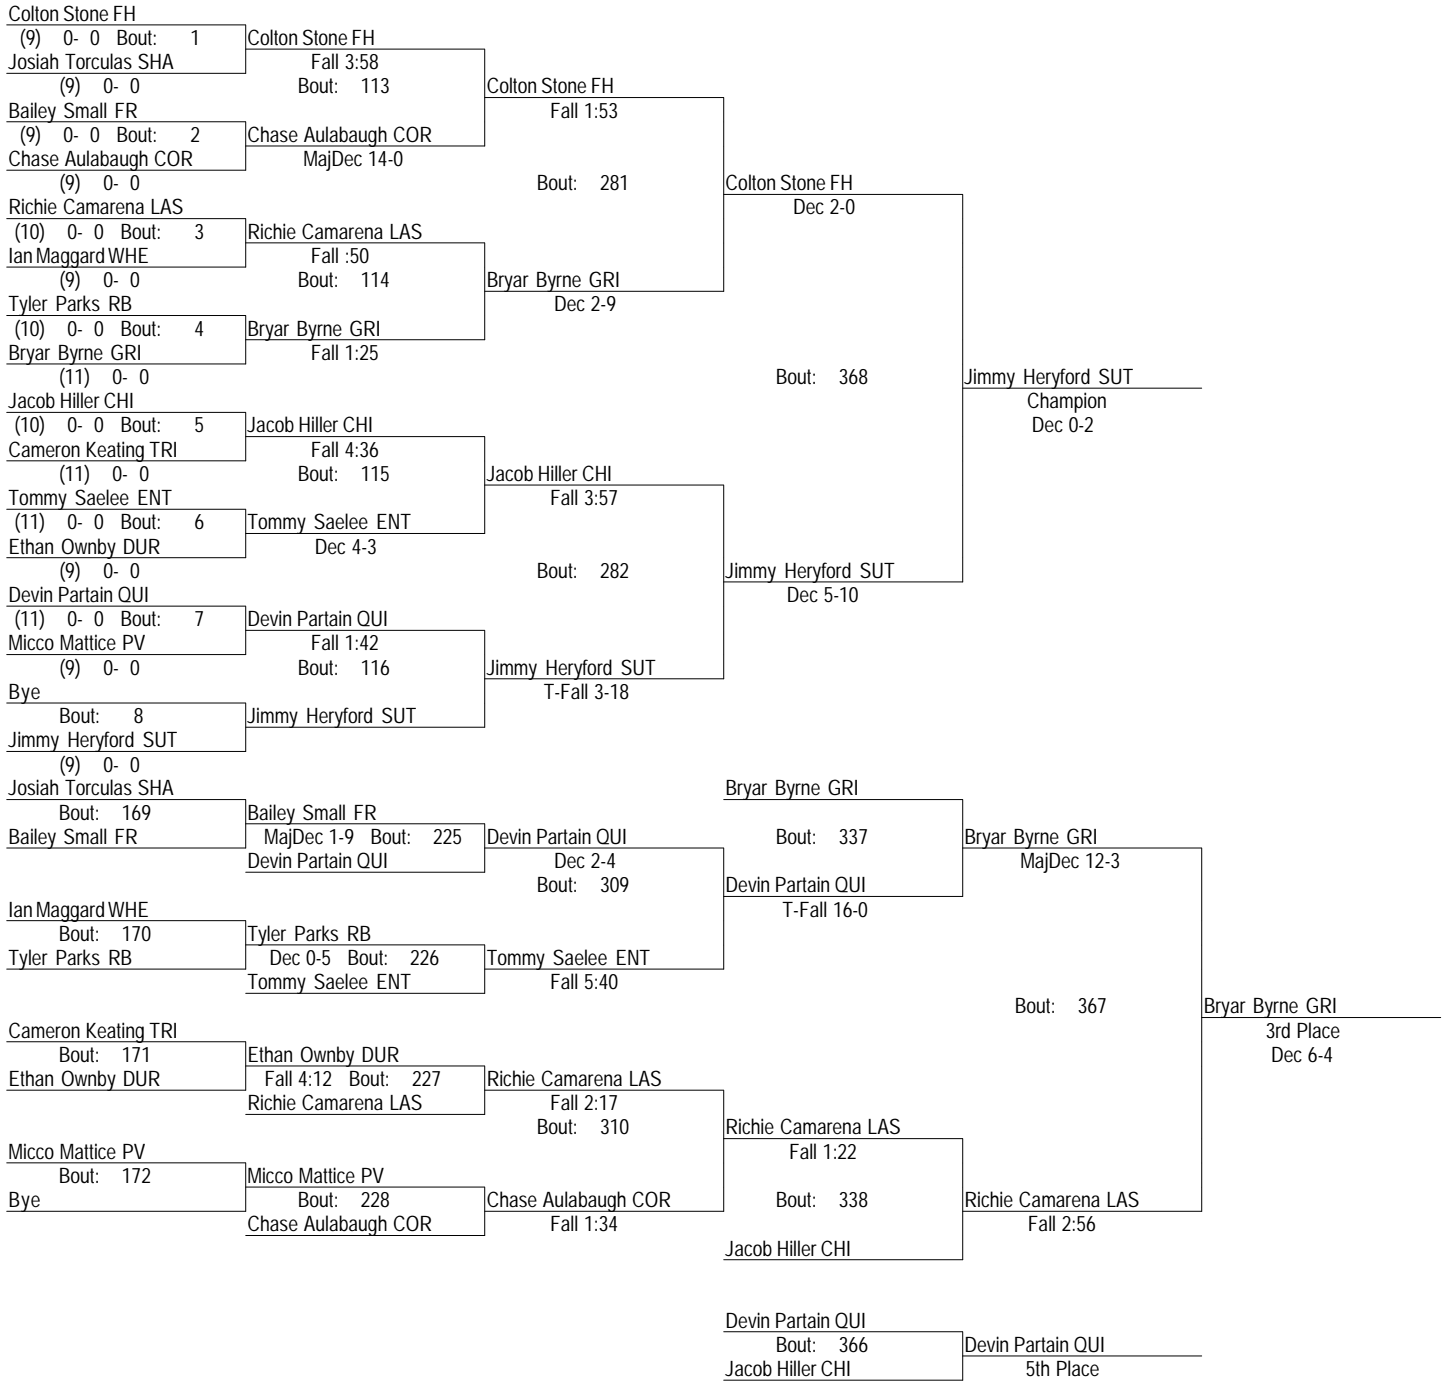 Colton Stone FH
(9) 0- 0 Bout: 1
Colton Stone FH
Josiah Torculas SHA
Fall 3:58
(9) 0- 0
Bout: 113
Colton Stone FH
Bailey Small FR
Fall 1:53
(9) 0- 0 Bout: 2
Chase Aulabaugh COR
Chase Aulabaugh COR
MajDec 14-0
(9) 0- 0
Bout: 281
Colton Stone FH
Richie Camarena LAS
Dec 2-0
(10) 0- 0 Bout: 3
Richie Camarena LAS
Ian Maggard WHE
Fall :50
(9) 0- 0
Bout: 114
Bryar Byrne GRI
Tyler Parks RB
Dec 2-9
(10) 0- 0 Bout: 4
Bryar Byrne GRI
Bryar Byrne GRI
Fall 1:25
(11) 0- 0
Bout: 368
Jimmy Heryford SUT
Jacob Hiller CHI
Champion
(10) 0- 0 Bout: 5
Jacob Hiller CHI
Dec 0-2
Cameron Keating TRI
Fall 4:36
(11) 0- 0
Bout: 115
Jacob Hiller CHI
Tommy Saelee ENT
Fall 3:57
(11) 0- 0 Bout: 6
Tommy Saelee ENT
Ethan Ownby DUR
Dec 4-3
(9) 0- 0
Bout: 282
Jimmy Heryford SUT
Devin Partain QUI
Dec 5-10
(11) 0- 0 Bout: 7
Devin Partain QUI
Micco Mattice PV
Fall 1:42
(9) 0- 0
Bout: 116
Jimmy Heryford SUT
Bye
T-Fall 3-18
Bout: 8
Jimmy Heryford SUT
Jimmy Heryford SUT
(9) 0- 0
Josiah Torculas SHA
Bryar Byrne GRI
Bout: 169
Bailey Small FR
Bailey Small FR
MajDec 1-9 Bout: 225
Devin Partain QUI
Bout: 337
Bryar Byrne GRI
Devin Partain QUI
Dec 2-4
MajDec 12-3
Bout: 309
Devin Partain QUI
Ian Maggard WHE
T-Fall 16-0
Bout: 170
Tyler Parks RB
Tyler Parks RB
Dec 0-5 Bout: 226
Tommy Saelee ENT
Tommy Saelee ENT
Fall 5:40
Bout: 367
Bryar Byrne GRI
Cameron Keating TRI
3rd Place
Bout: 171
Ethan Ownby DUR
Dec 6-4
Ethan Ownby DUR
Fall 4:12 Bout: 227
Richie Camarena LAS
Richie Camarena LAS
Fall 2:17
Bout: 310
Richie Camarena LAS
Micco Mattice PV
Fall 1:22
Bout: 172
Micco Mattice PV
Bye
Bout: 228
Chase Aulabaugh COR
Bout: 338
Richie Camarena LAS
Chase Aulabaugh COR
Fall 1:34
Fall 2:56
Jacob Hiller CHI
Devin Partain QUI
Bout: 366
Devin Partain QUI
Jacob Hiller CHI
5th Place